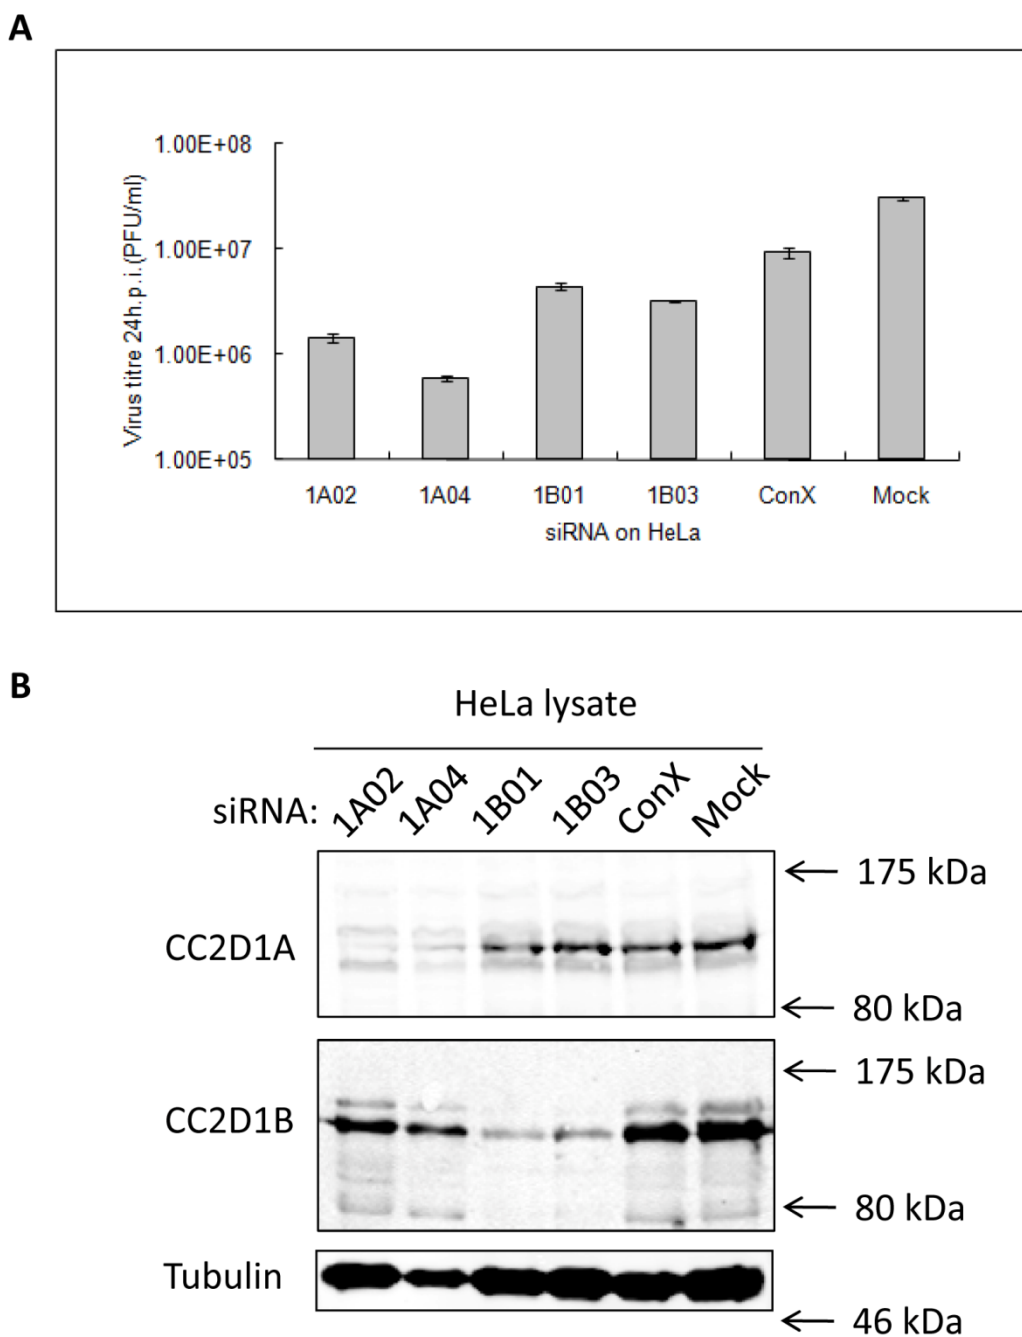 A
Virus titre 24h.p.i.(PFU/ml)
1.00E+08
1.00E+07
1.00E+06
1.00E+05
1A02 1A04 1B01 1B03 ConX Mock
siRNA on HeLa
B
HeLa lysate
siRNA: 1A02 1A04 1B01 1B03 ConX Mock
175 kDa
CC2D1A
80 kDa
175 kDa
CC2D1B
80 kDa
Tubulin
46 kDa